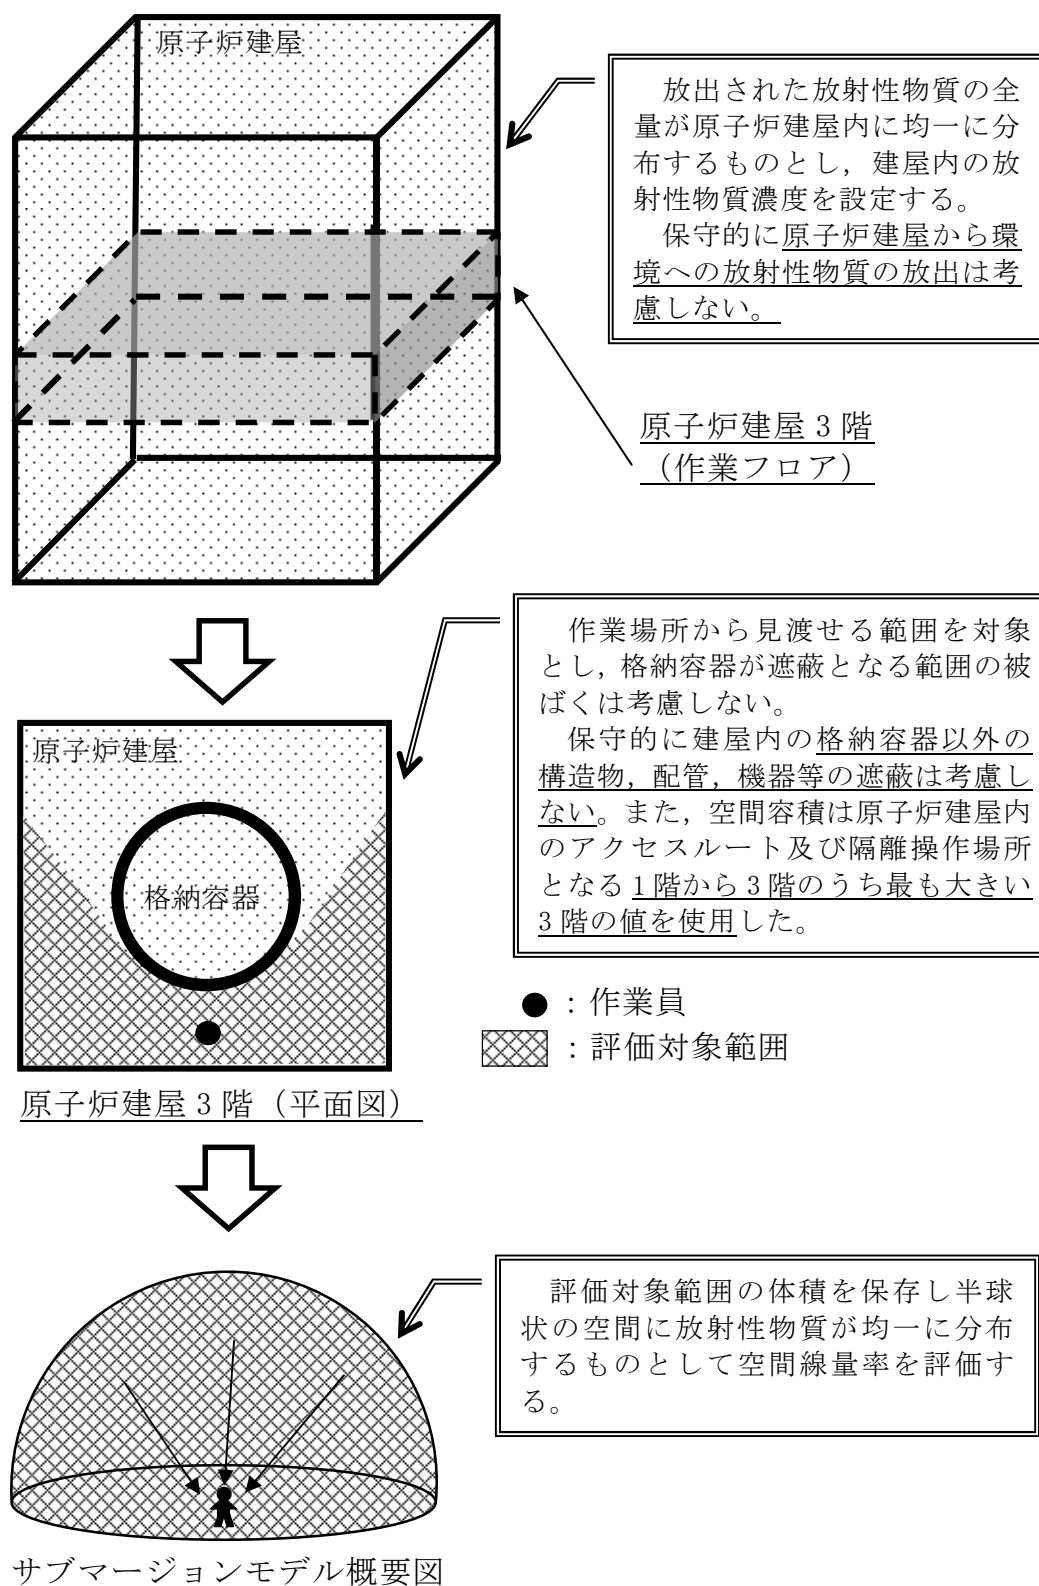 原子炉建屋
放出された放射性物質の全
量が原子炉建屋内に均一に分
布するものとし，建屋内の放
射性物質濃度を設定する。
保守的に原子炉建屋から環
境への放射性物質の放出は考
慮しない。
原子炉建屋 3 階
（作業フロア）
作業場所から見渡せる範囲を対象
とし，格納容器が遮蔽となる範囲の被
ばくは考慮しない。
保守的に建屋内の格納容器以外の
構造物，配管，機器等の遮蔽は考慮し
ない。また，空間容積は原子炉建屋内
のアクセスルート及び隔離操作場所
となる 1 階から 3 階のうち最も大きい
3 階の値を使用した。
原子炉建屋
格納容器
●：作業員
：評価対象範囲
原子炉建屋 3 階（平面図）
評価対象範囲の体積を保存し半球
状の空間に放射性物質が均一に分布
するものとして空間線量率を評価す
る。
サブマージョンモデル概要図